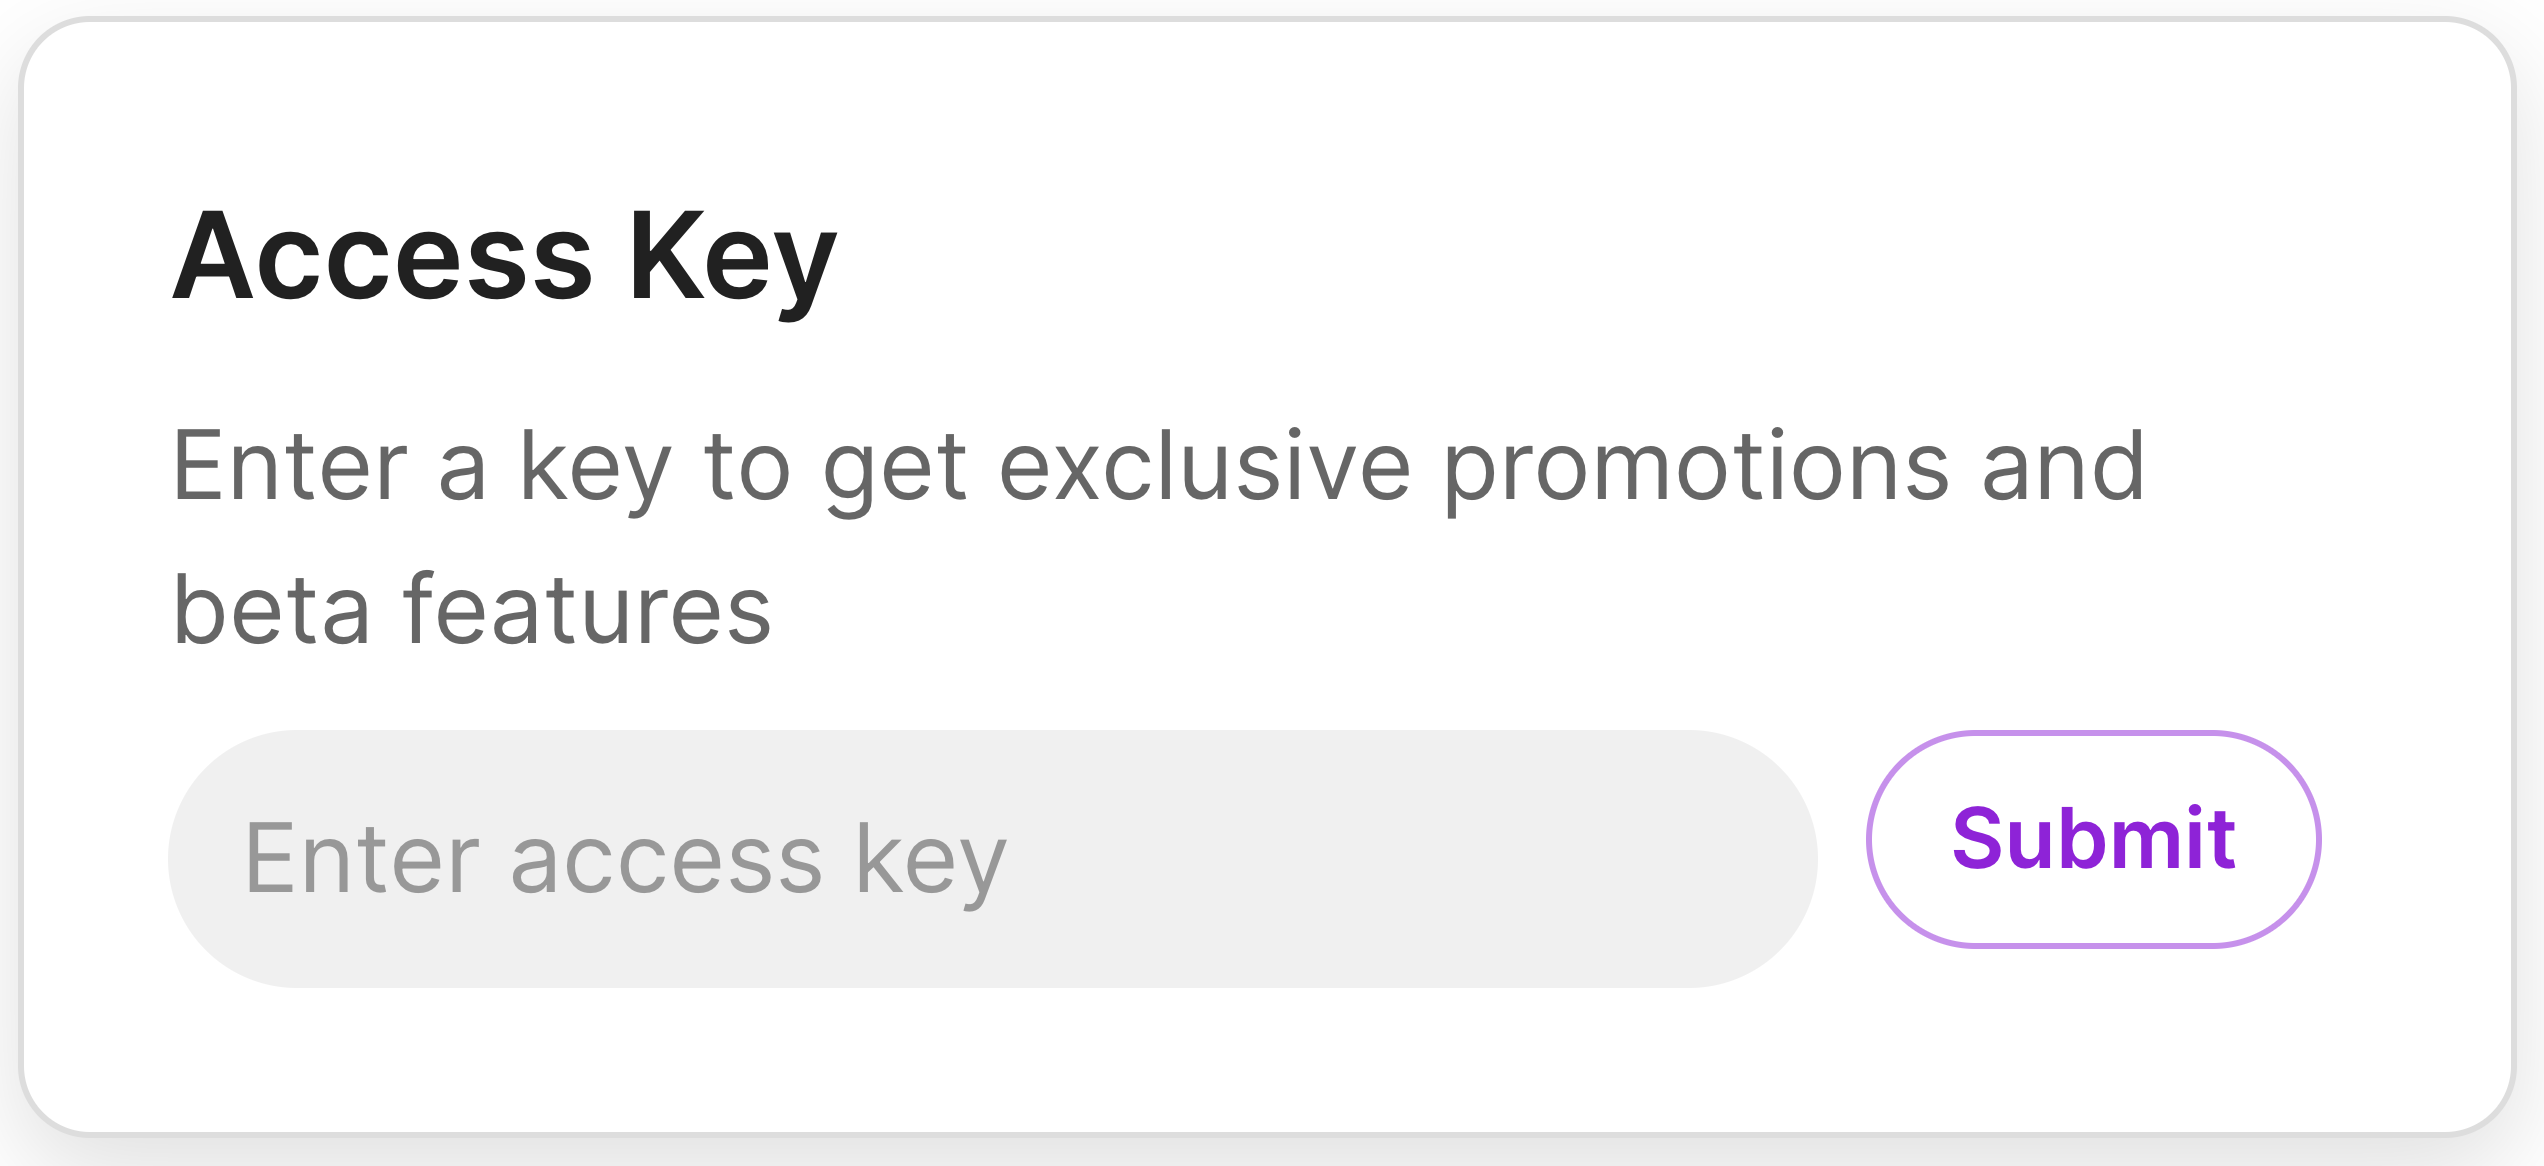 Access Key
Enter a key to get exclusive promotions and
beta features
Enter access key
Submit